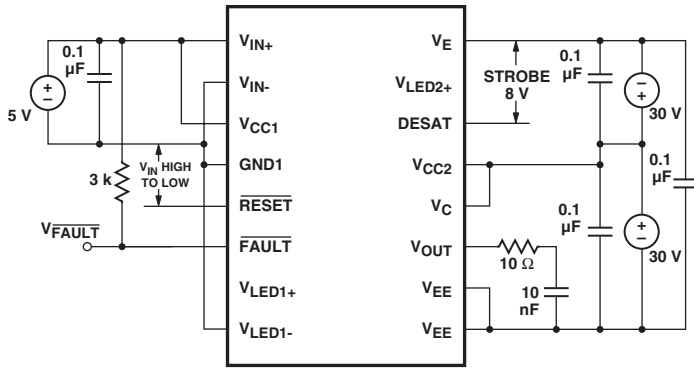 0.1
µF
5 V
+
−
3 k
V_IN HIGH
TO LOW
V_FAULT
V_IN+
V_IN-
V_CC1
GND1
RESET
FAULT
V_LED1+
V_LED1-
V_E
V_LED2+
DESAT
V_CC2
V_C
V_OUT
V_EE
V_EE
STROBE
8 V
10 Ω
10
nF
0.1
µF
0.1
µF
−
+
30 V
+
−
30 V
0.1
µF